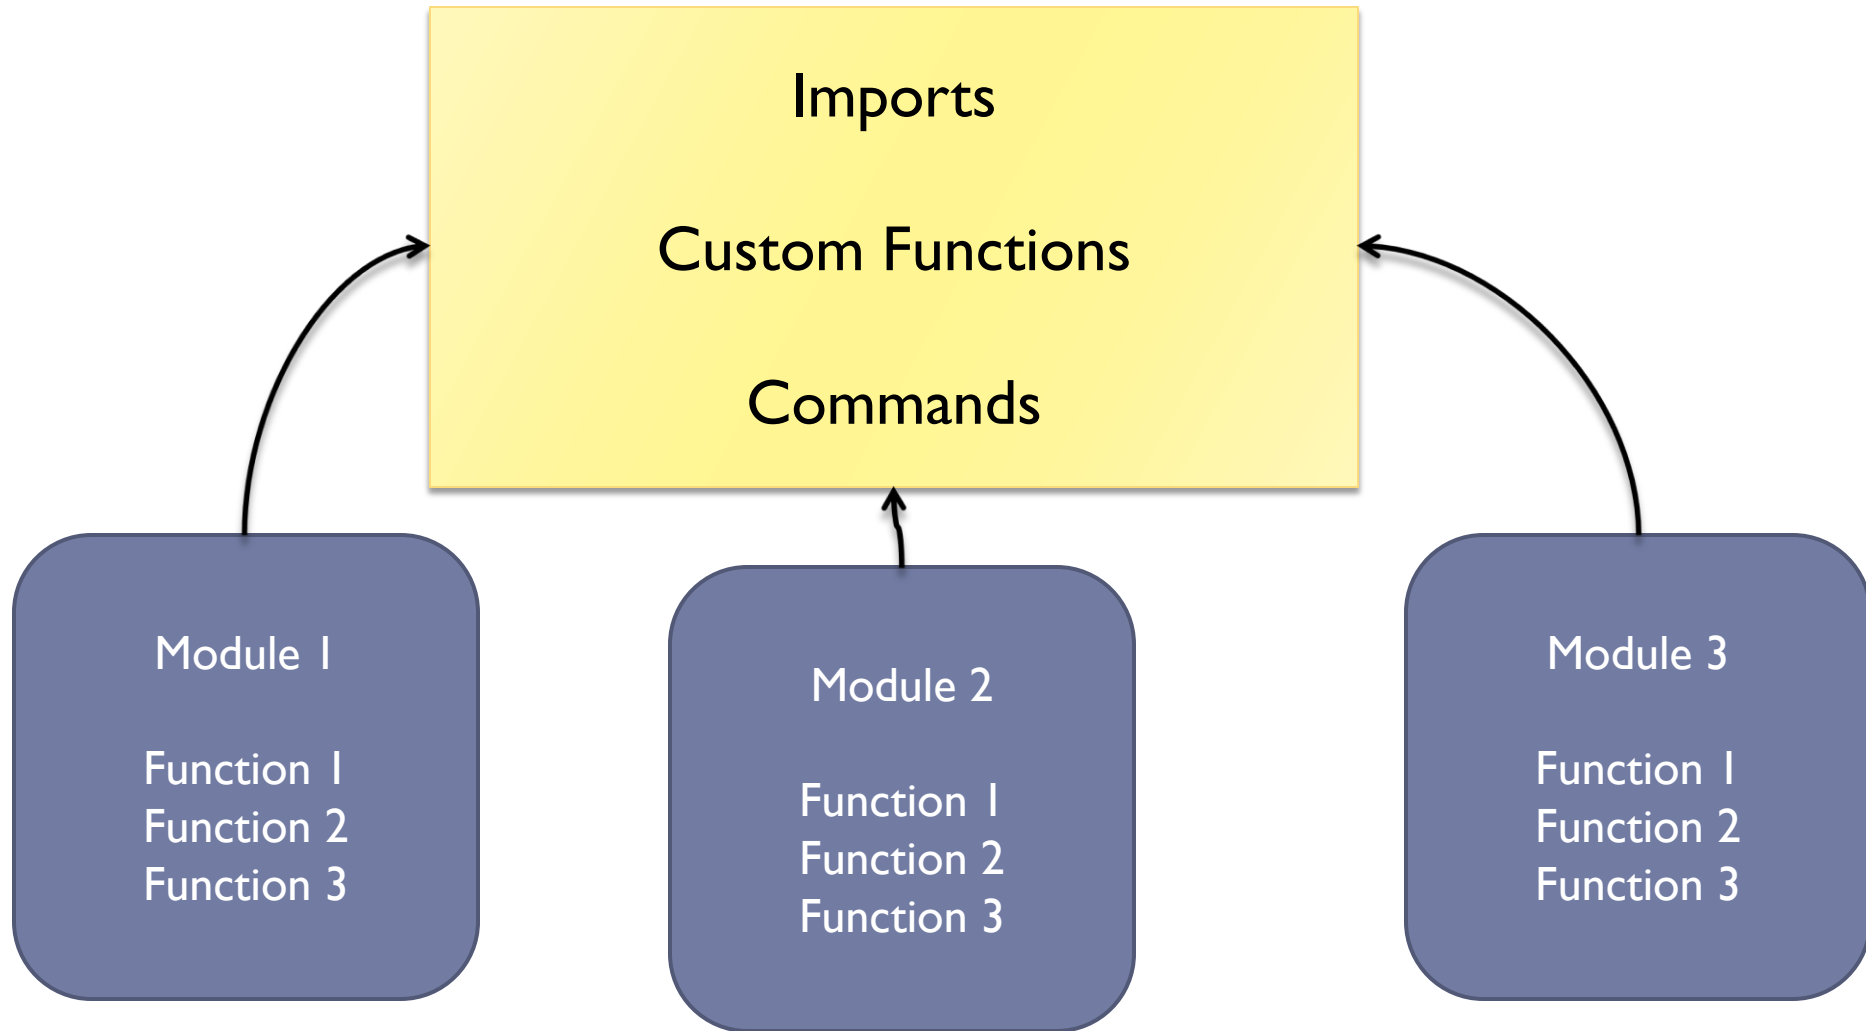 Imports
Custom Functions
Commands
Module 1
Function 1
Function 2
Function 3
Module 2
Function 1
Function 2
Function 3
Module 3
Function 1
Function 2
Function 3